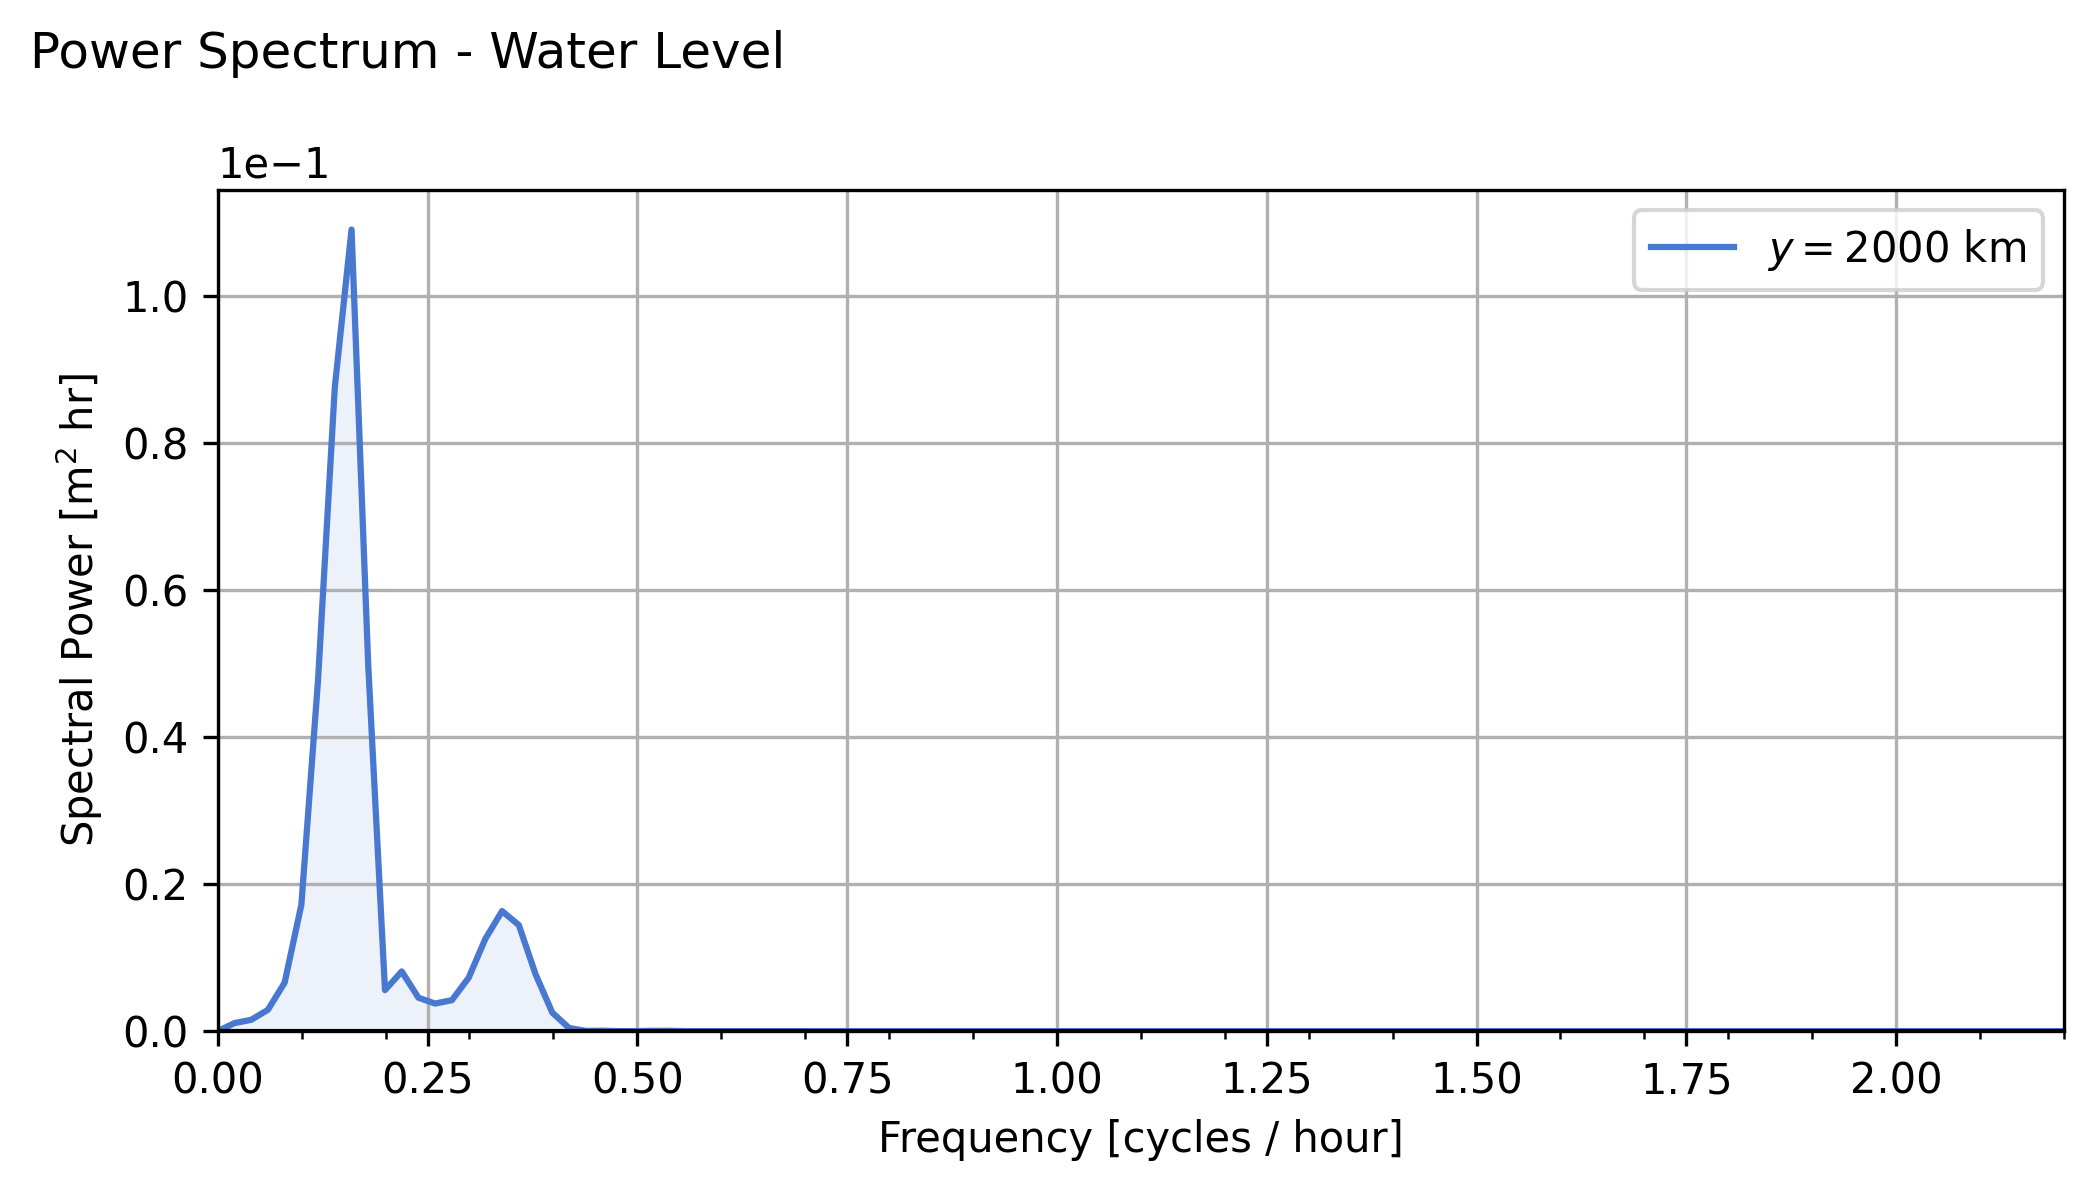 Power Spectrum - Water Level
1e−1
y = 2000 km
1.0
0.8
0.6
0.4
0.2
0.0
Spectral Power [m² hr]
0.00 0.25 0.50 0.75 1.00 1.25 1.50 1.75 2.00
Frequency [cycles / hour]